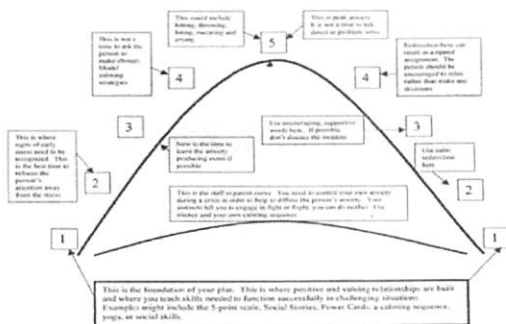 This could include
hitting, throwing,
biting, swearing and
crying
This is peak anxiety.
It is not a time to
direct or problem solve
5
This is not a
time to ask the
person to
make choices
Model
calming
strategies
4
4
Redirection here can
result in a
assignment. The
person should be
encouraged to relax
rather than make any
decisions
3
Use encouraging, supportive
words here. If possible,
don't discuss the incident.
3
This is where
signs of early
stress need to be
recognized. This
is the best time to
refocus the
person's
attention away
from the stress
Now is the time to
leave the anxiety
producing event if
possible
Use calm
redirection
here
2
2
This is the staff or parent curve. You need to control your own anxiety
during a crisis in order to help to diffuse the person's anxiety. Your
instincts tell you to engage in fight or flight, you can do neither. Use
silence and your own calming sequence
1
1
This is the foundation of your plan. This is where positive and valuing relationships are built
and where you teach skills needed to function successfully in challenging situations
Examples might include the 5-point scale, Social Stories, Power Cards, a calming sequence,
yoga, or social skills.